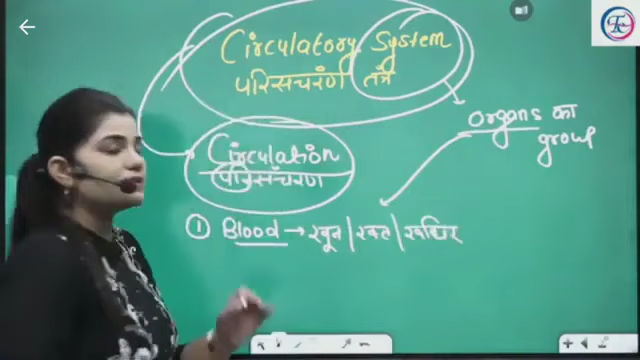 Circulatory System
परिसंचरण तंत्र
Organs का
group
Circulation
परिसंचरण
① Blood → खून | रक्त | रूधिर